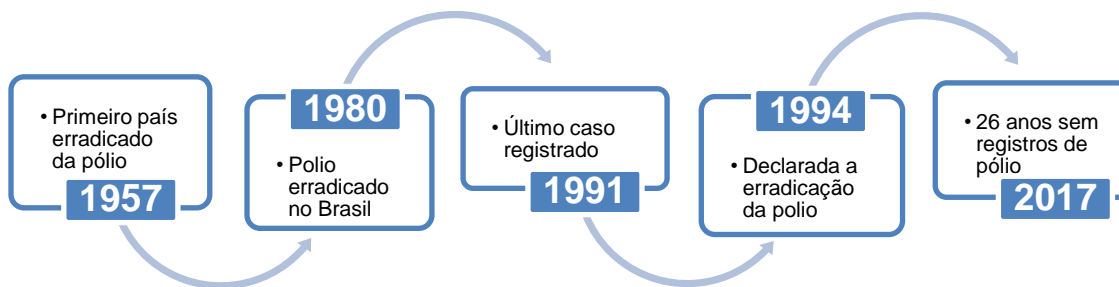 • Primeiro país
erradicado
da pólio
1957
1980
• Polio
erradicado
no Brasil
• Último caso
registrado
1991
1994
• Declarada a
erradicação
da polio
• 26 anos sem
registros de
pólio
2017